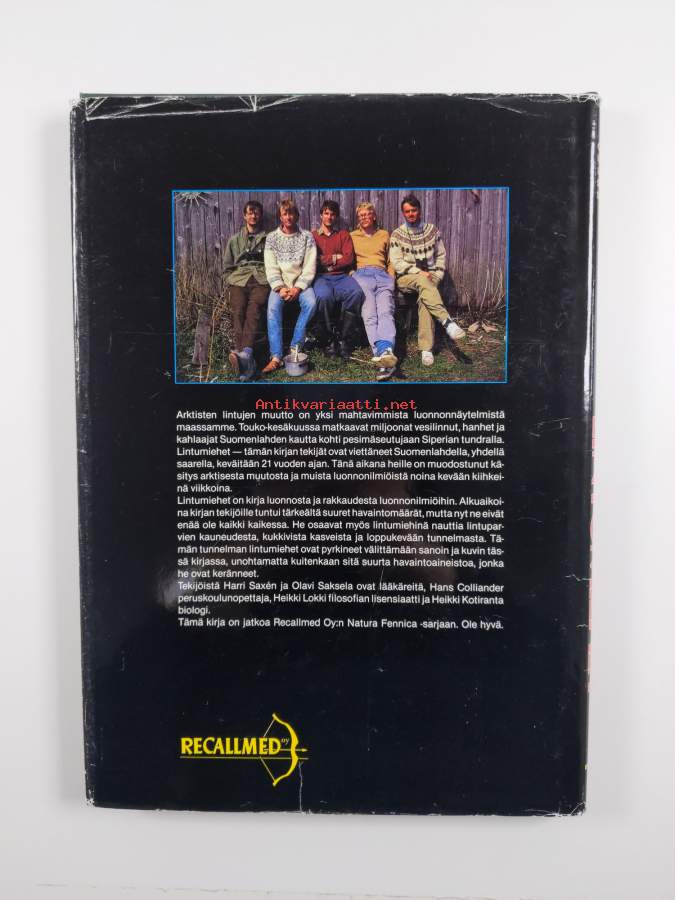 Antikvariaatti.net
Arktisten lintujen muutto on yksi mahtavimmista luonnonnäytelmistä
maassamme. Touko-kesäkuussa matkaavat miljoonat vesilinnut, hanhet ja
kahlaajat Suomenlahden kautta kohti pesimäseutujaan Siperian tundralla.
Lintumiehet — tämän kirjan tekijät ovat viettäneet Suomenlahdella, yhdellä
saarella, keväitään 21 vuoden ajan. Tänä aikana heille on muodostunut kä-
sitys arktisesta muutosta ja muista luonnonilmiöistä noina kevään kiihkei-
nä viikkoina.
Lintumiehet on kirja luonnosta ja rakkaudesta luonnonilmiöihin. Alkuaikoi-
na kirjan tekijöille tuntui tärkeältä suuret havaintomäärät, mutta nyt ne eivät
enää ole kaikki kaikessa. He osaavat myös lintumiehinä nauttia lintupar-
vien kauneudesta, kukkivista kasveista ja loppukevään tunnelmasta. Tä-
män tunnelman lintumiehet ovat pyrkineet välittämään sanoin ja kuvin täs-
sä kirjassa, unohtamatta kuitenkaan sitä suurta havaintoaineistoa, jonka
he ovat keränneet.
Tekijöistä Harri Saxén ja Olavi Saksela ovat lääkäreitä, Hans Colliander
peruskoulunopettaja, Heikki Lokki filosofian lisensiaatti ja Heikki Kotiranta
biologi.
Tämä kirja on jatkoa Recallmed Oy:n Natura Fennica -sarjaan. Ole hyvä.
RECALLMED oy